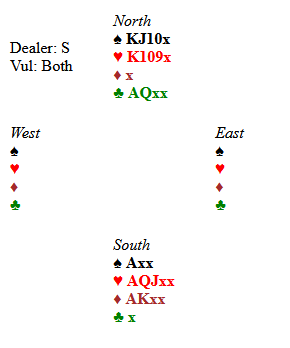 North
Dealer: S
Vul: Both
♠ KJ10x
♥ K109x
♦ x
♣ AQxx
West
East
♠
♥
♦
♣
♠
♥
♦
♣
South
♠ Axx
♥ AQJxx
♦ AKxx
♣ x